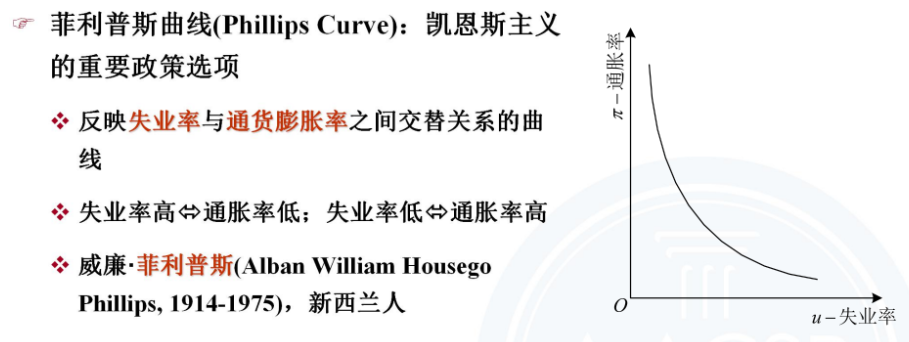 ☞ 菲利普斯曲线(Phillips Curve)：凯恩斯主义
的重要政策选项
❖ 反映失业率与通货膨胀率之间交替关系的曲
线
❖ 失业率高⇔通胀率低；失业率低⇔通胀率高
❖ 威廉·菲利普斯(Alban William Housego
Phillips, 1914-1975)，新西兰人
π－通胀率
O
u－失业率